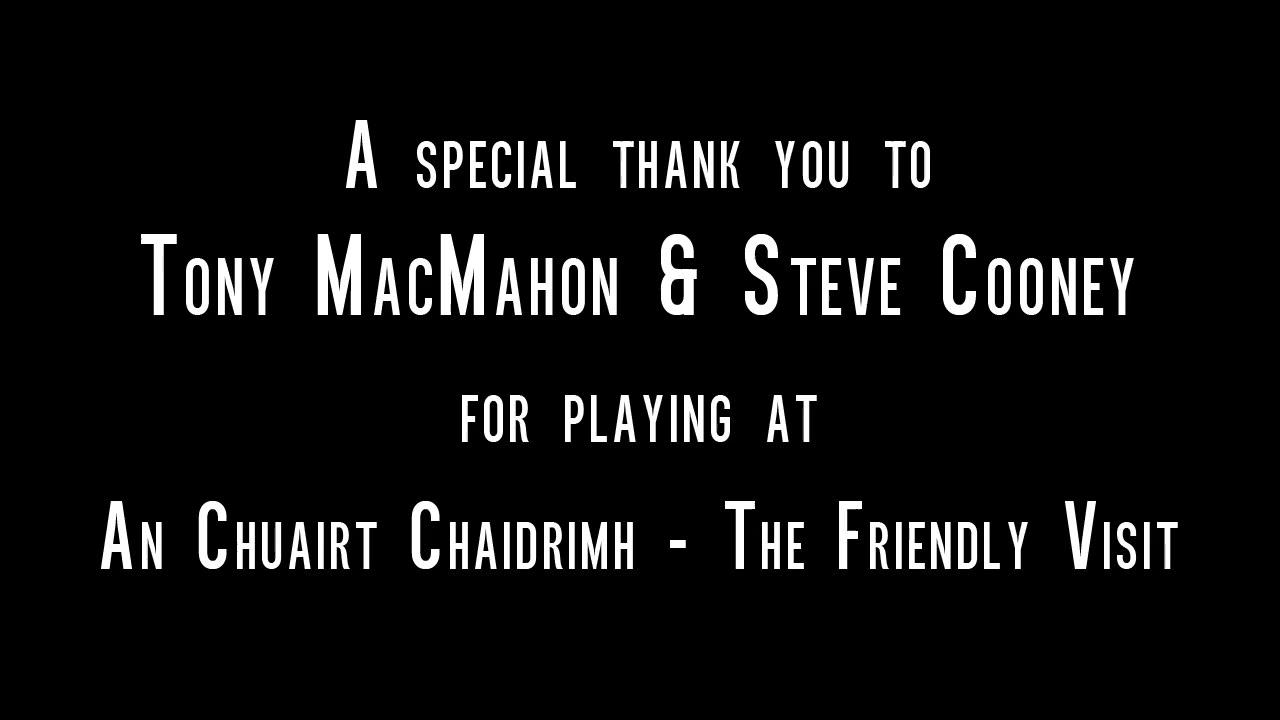 A special thank you to
Tony MacMahon & Steve Cooney
for playing at
An Chuairt Chaidrimh - The Friendly Visit